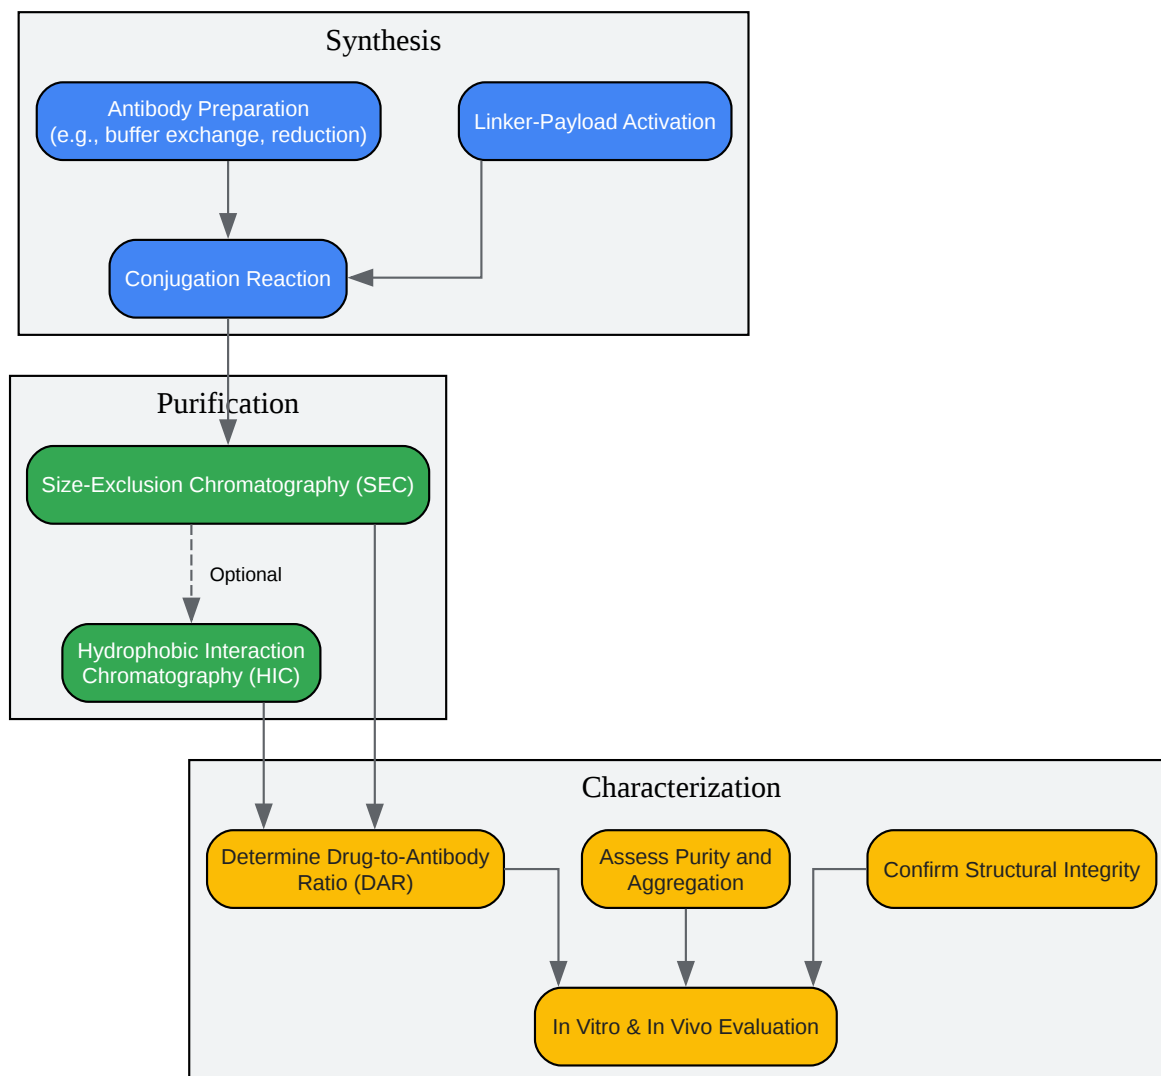 Synthesis
Antibody Preparation
(e.g., buffer exchange, reduction)
Linker-Payload Activation
Conjugation Reaction
Purification
Size-Exclusion Chromatography (SEC)
Optional
Hydrophobic Interaction
Chromatography (HIC)
Characterization
Determine Drug-to-Antibody
Ratio (DAR)
Assess Purity and
Aggregation
Confirm Structural Integrity
In Vitro & In Vivo Evaluation